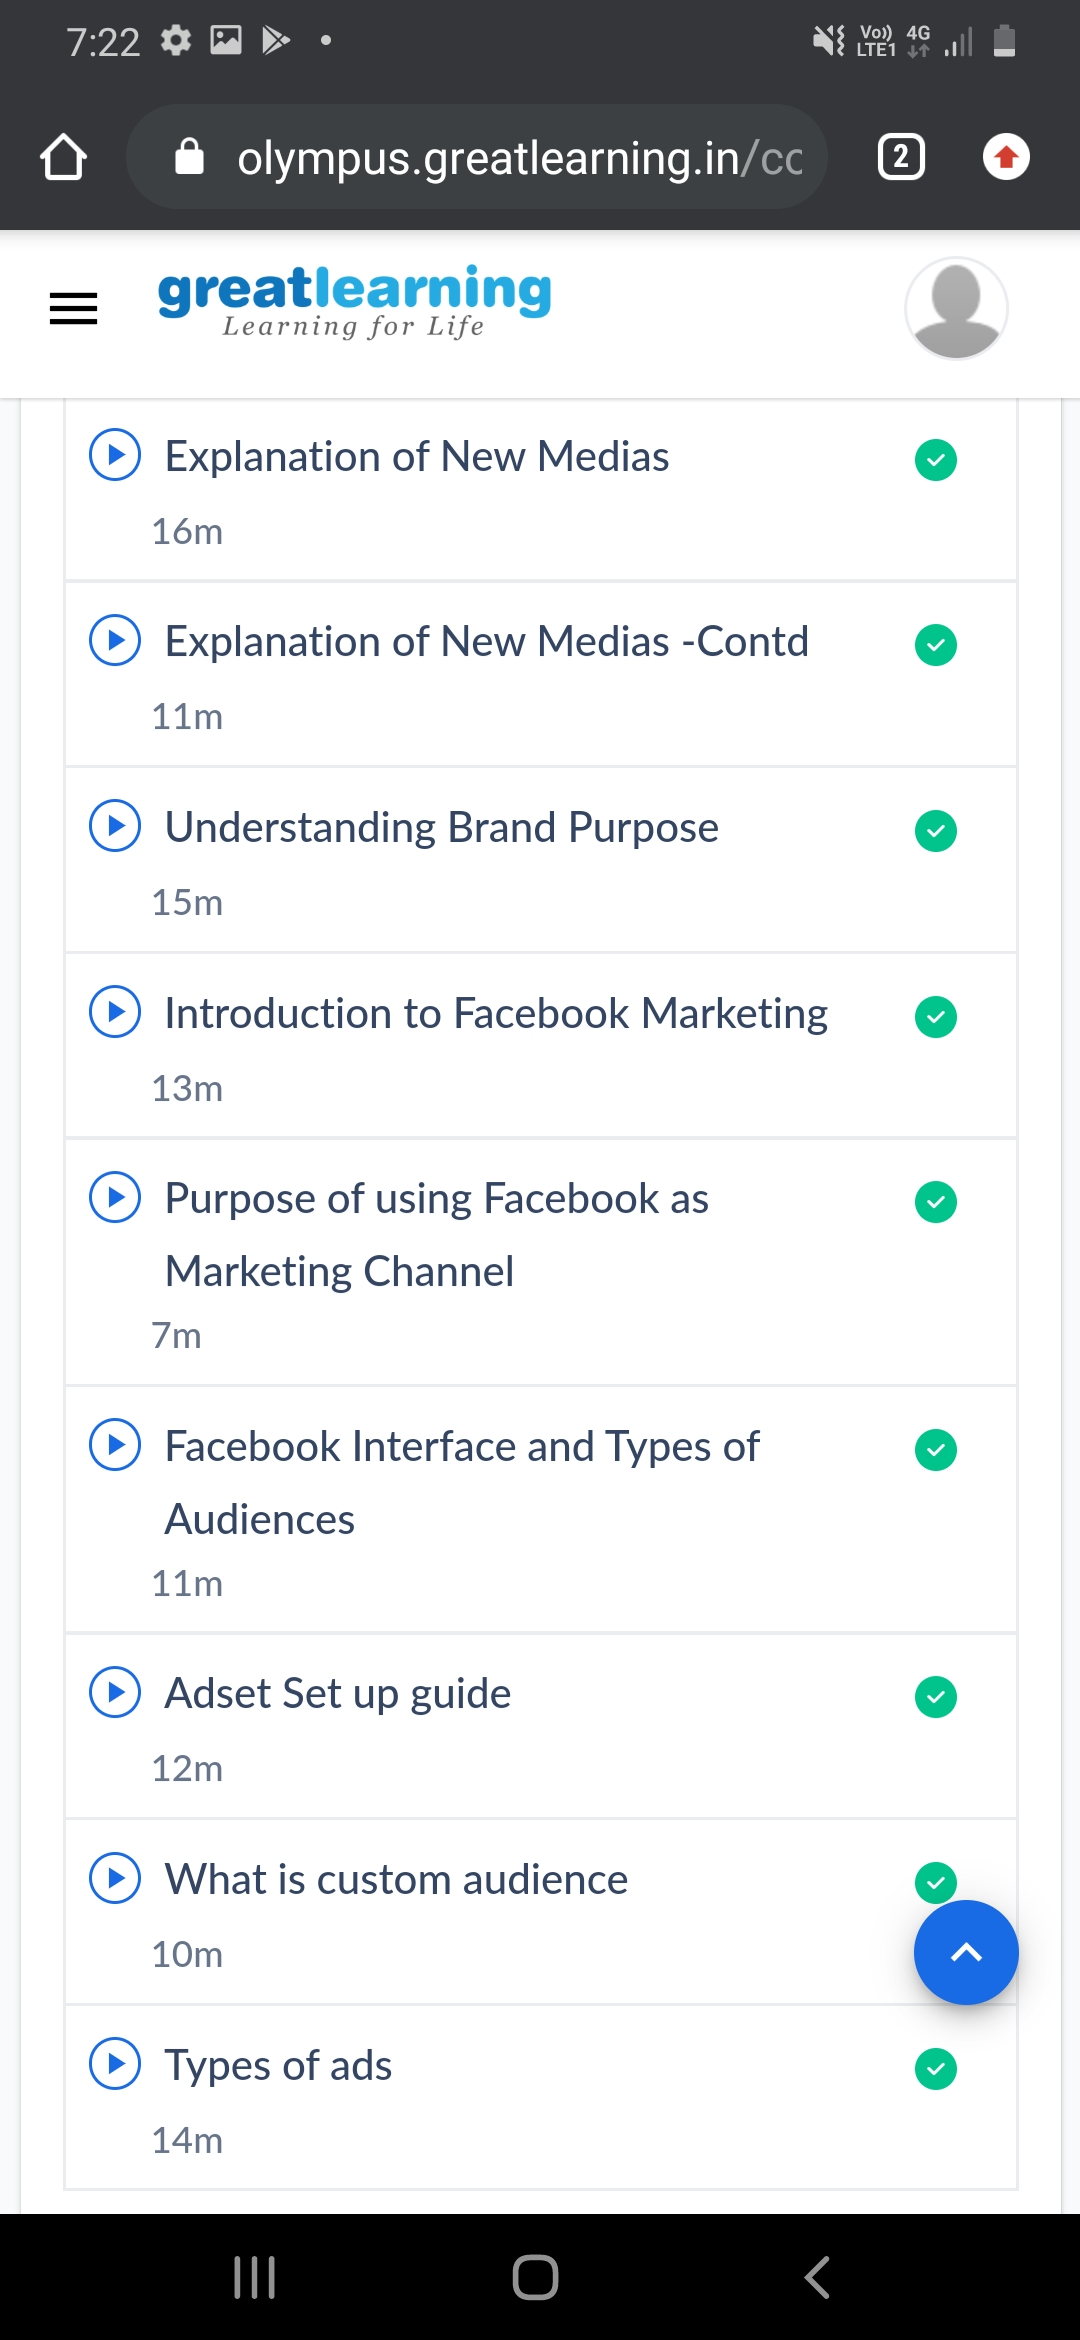 7:22
Vo)) 4G
LTE1
olympus.greatlearning.in/cc
2
greatlearning
Learning for Life
Explanation of New Medias
16m
Explanation of New Medias -Contd
11m
Understanding Brand Purpose
15m
Introduction to Facebook Marketing
13m
Purpose of using Facebook as
Marketing Channel
7m
Facebook Interface and Types of
Audiences
11m
Adset Set up guide
12m
What is custom audience
10m
Types of ads
14m